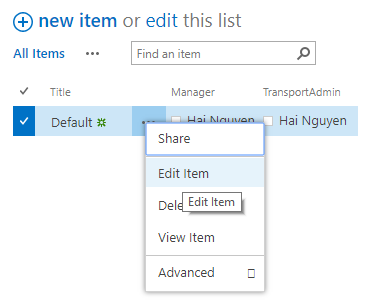 new item or edit this list
All Items ••• Find an item
Title Manager TransportAdmin
Default ••• Hai Nguyen Hai Nguyen
Share
Edit Item
Edit Item
View Item
Advanced